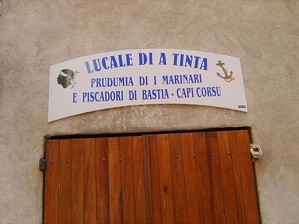 LUCALE DI A TINTA
PRUDUMIA DI I MARINARI
E PISCADORI DI BASTIA - CAPI CORSU